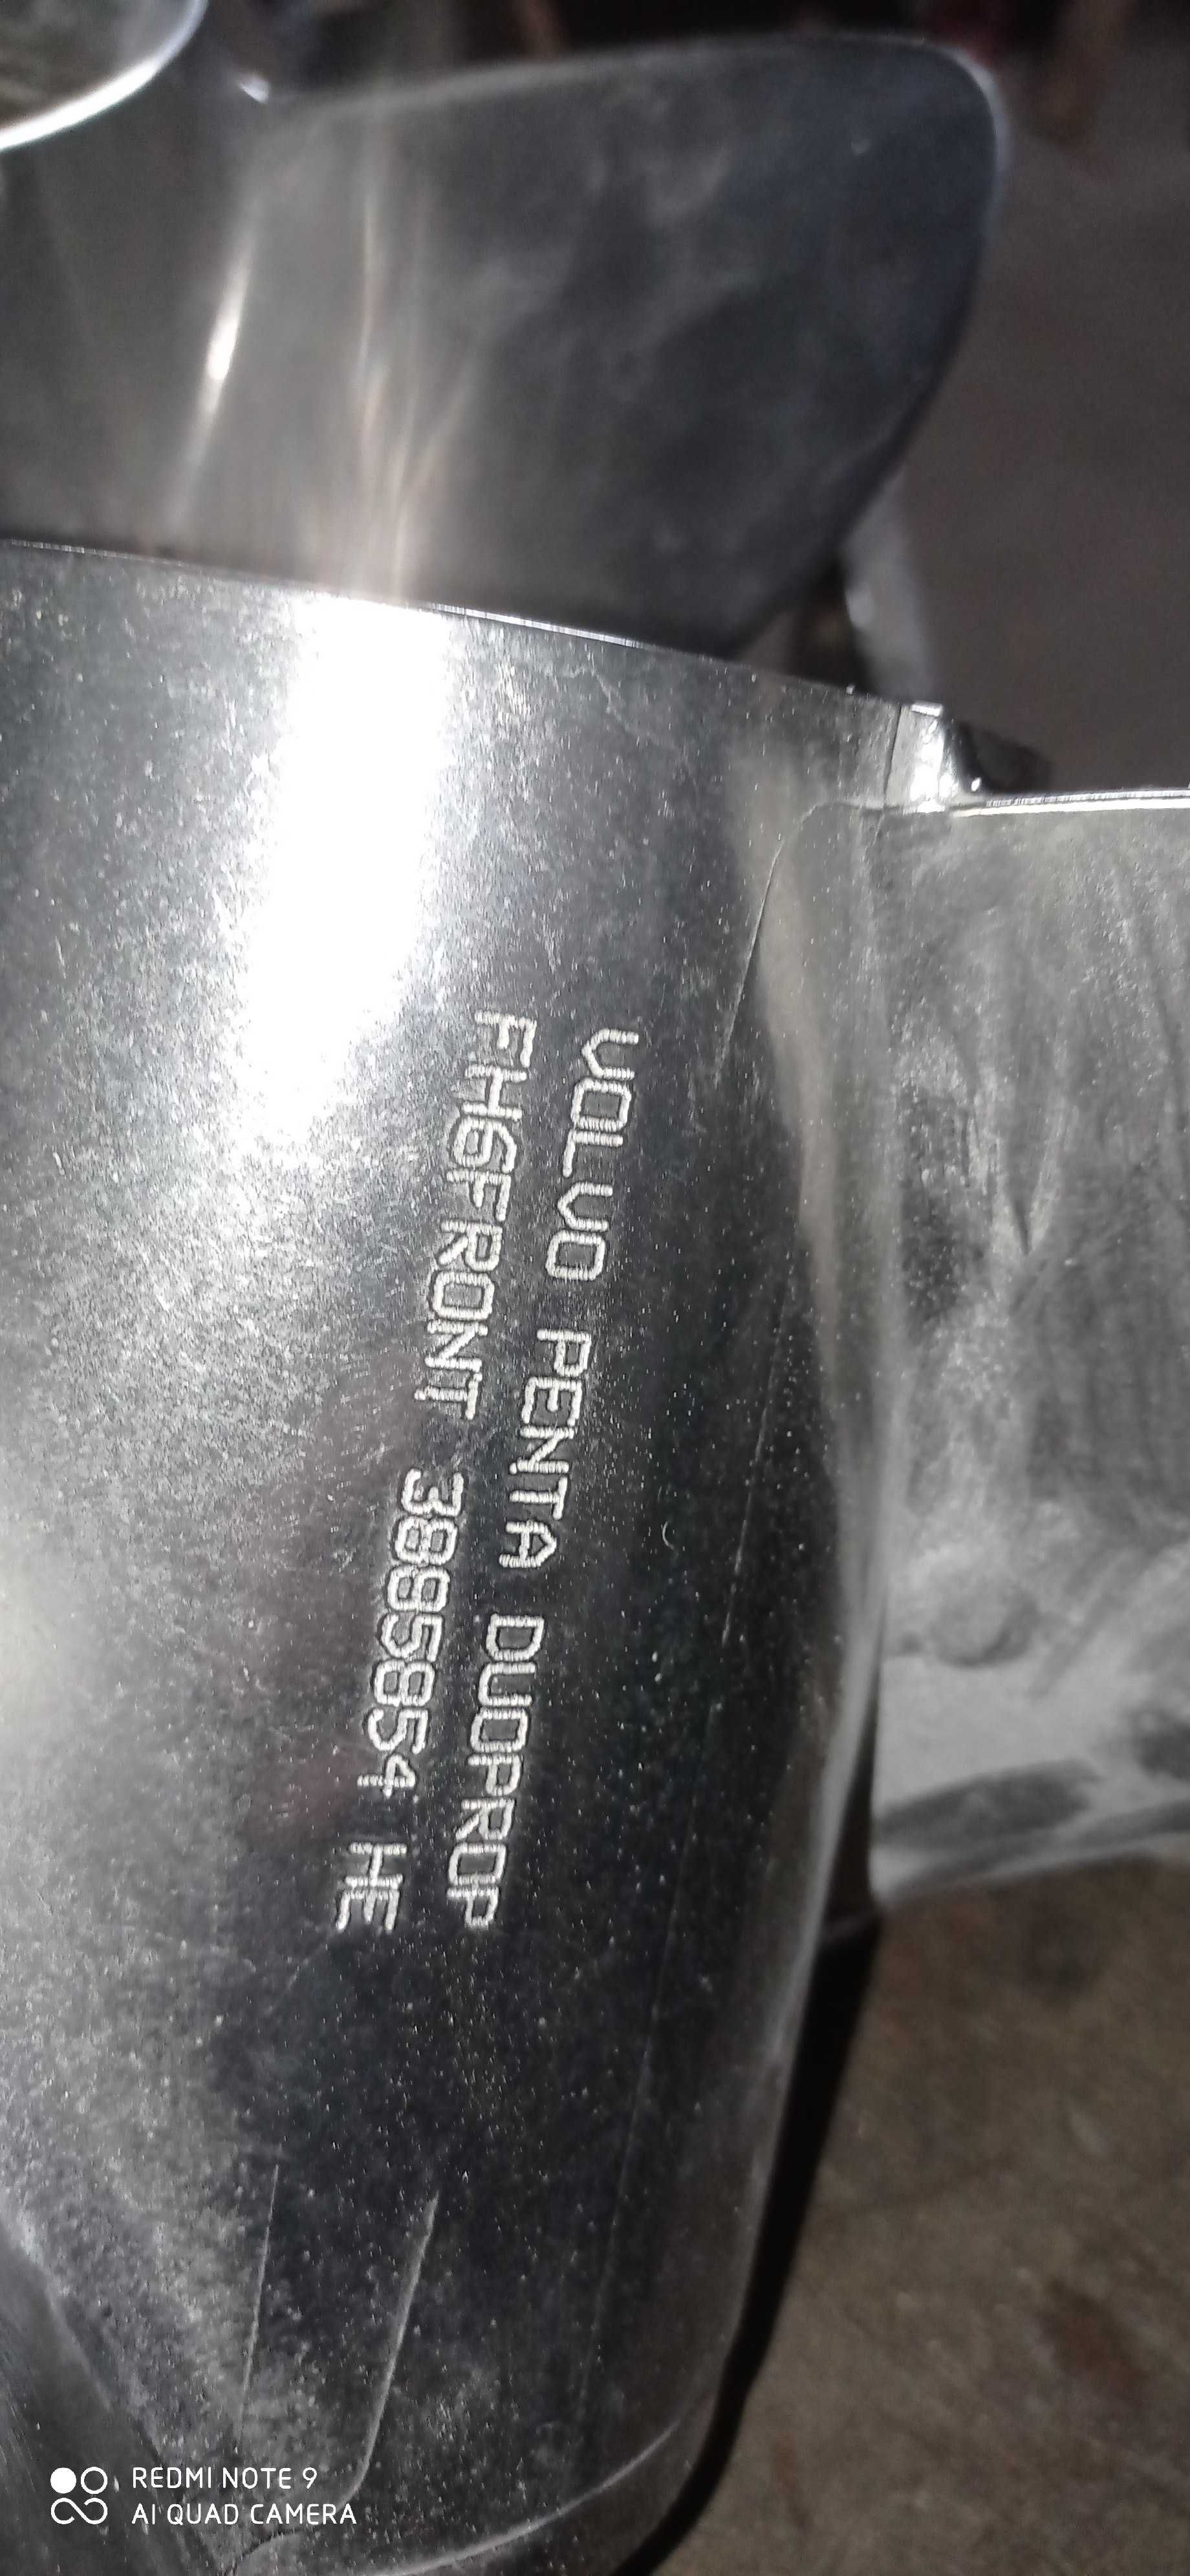 VOLVO PENTA DUOPROP
FH6FRONT 3885854 HE
REDMI NOTE 9
AI QUAD CAMERA